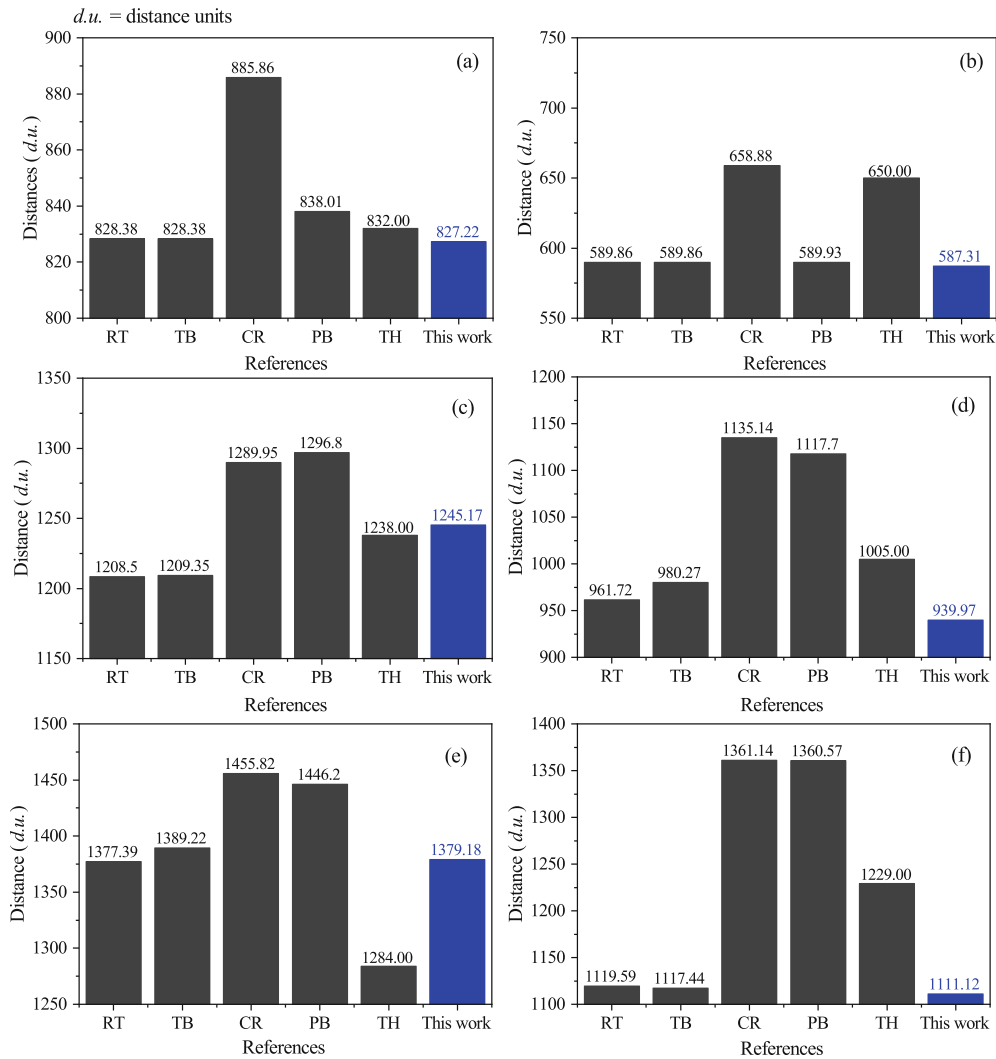 d.u. = distance units
(a)
Distances ( d.u.)
900
880
860
840
820
800
828.38
828.38
885.86
838.01
832.00
827.22
RT TB CR PB TH This work
References
(b)
Distance ( d.u.)
750
700
650
600
550
589.86
589.86
658.88
589.93
650.00
587.31
RT TB CR PB TH This work
References
(c)
Distance ( d.u.)
1350
1300
1250
1200
1150
1208.5
1209.35
1289.95
1296.8
1238.00
1245.17
RT TB CR PB TH This work
References
(d)
Distance ( d.u.)
1200
1150
1100
1050
1000
950
900
961.72
980.27
1135.14
1117.7
1005.00
939.97
RT TB CR PB TH This work
References
(e)
Distance ( d.u.)
1500
1450
1400
1350
1300
1250
1377.39
1389.22
1455.82
1446.2
1284.00
1379.18
RT TB CR PB TH This work
References
(f)
Distance ( d.u.)
1400
1350
1300
1250
1200
1150
1100
1119.59
1117.44
1361.14
1360.57
1229.00
1111.12
RT TB CR PB TH This work
References